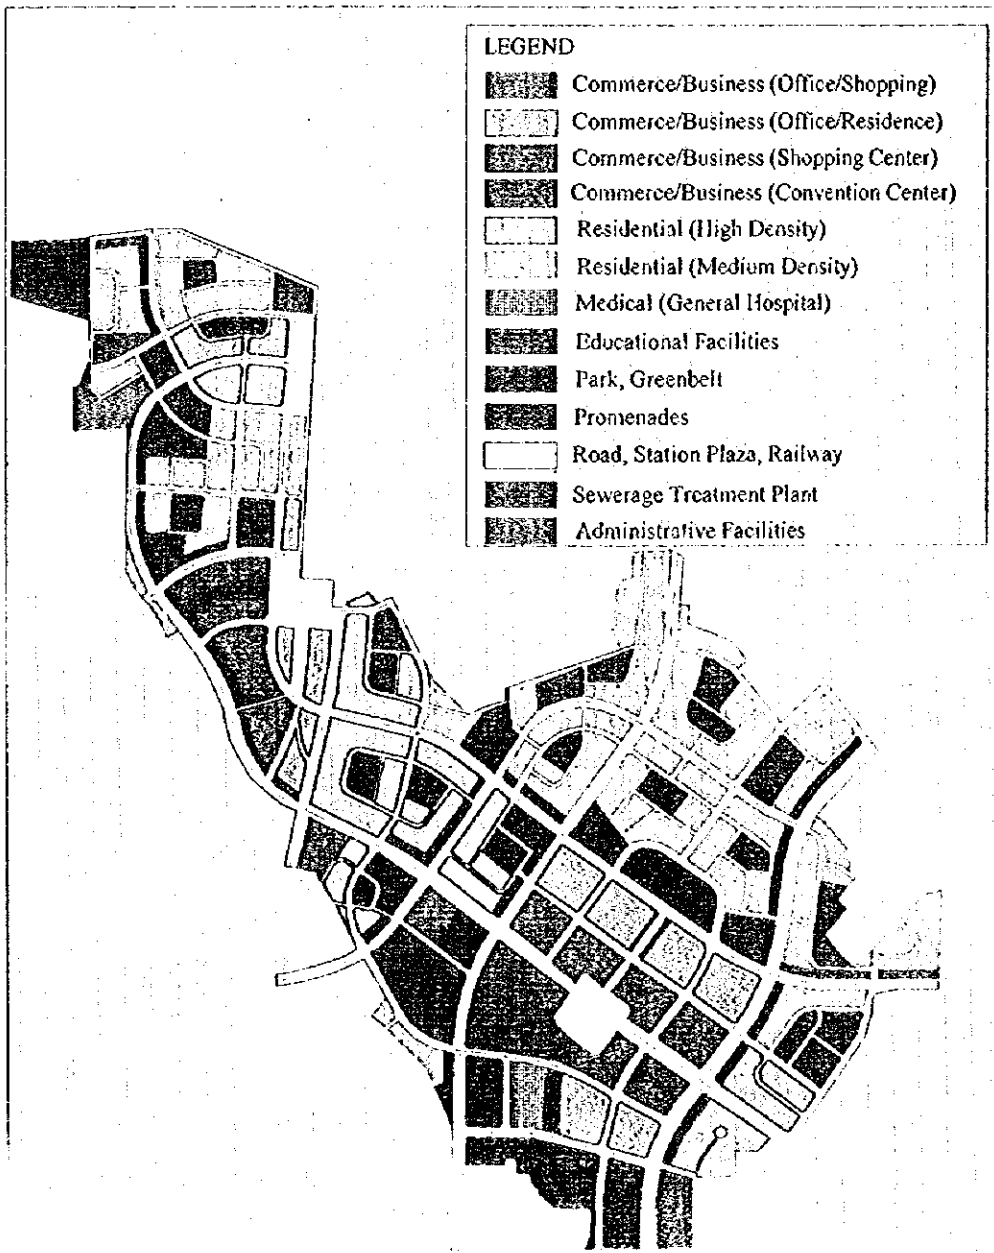 LEGEND
Commerce/Business (Office/Shopping)
Commerce/Business (Office/Residence)
Commerce/Business (Shopping Center)
Commerce/Business (Convention Center)
Residential (High Density)
Residential (Medium Density)
Medical (General Hospital)
Educational Facilities
Park, Greenbelt
Promenades
Road, Station Plaza, Railway
Sewerage Treatment Plant
Administrative Facilities